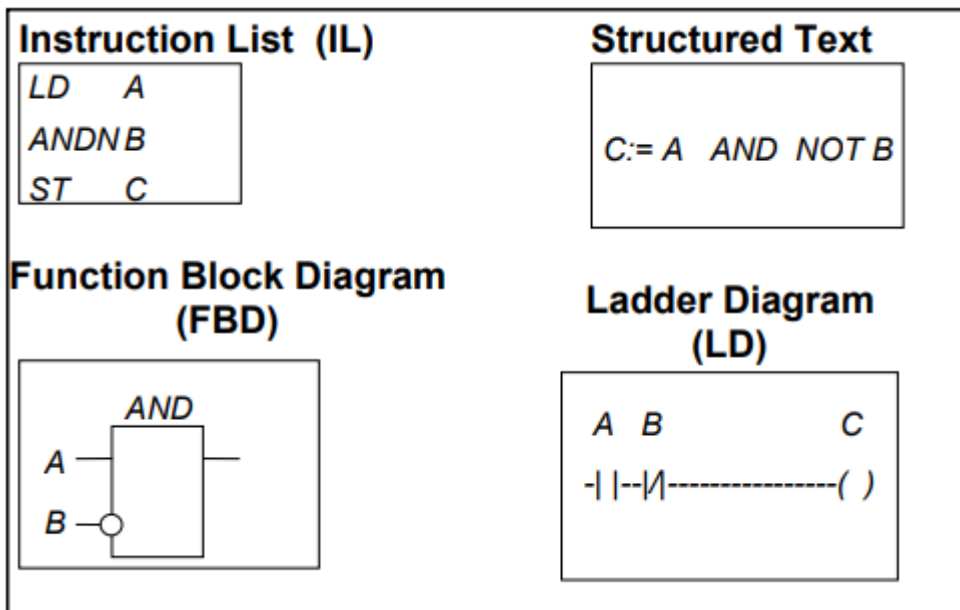 Instruction List (IL)
LD A
ANDN B
ST C
Structured Text
C:= A AND NOT B
Function Block Diagram
(FBD)
AND
A
B
Ladder Diagram
(LD)
A B C
-| |--|/|----------------( )